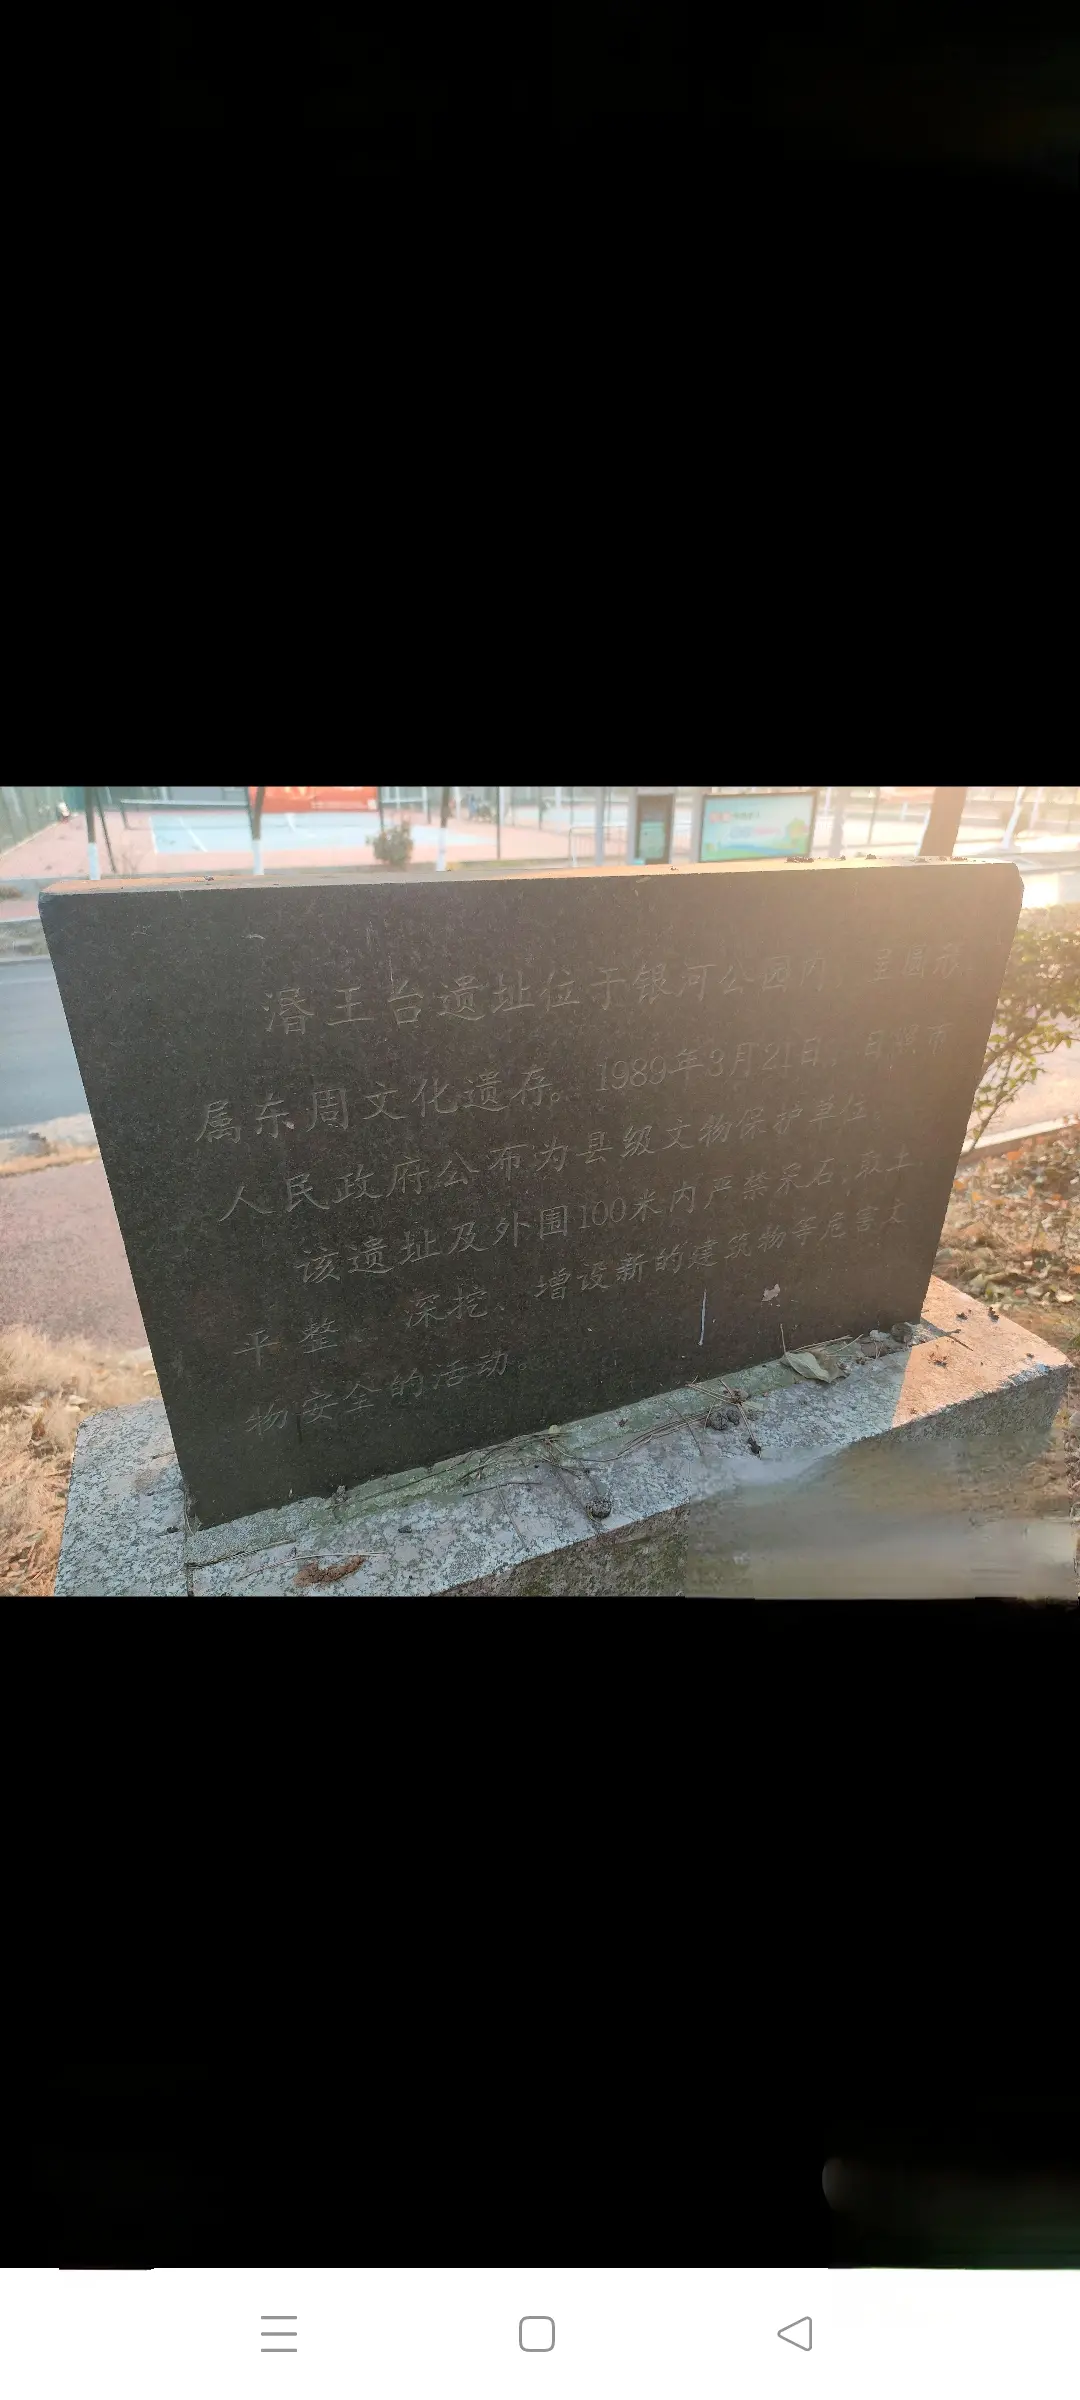 湣王台遗址位于银河公园内，呈圆形，
属东周文化遗存。1989年3月21日，日照市
人民政府公布为县级文物保护单位。
该遗址及外围100米内严禁采石、取土、
平整、深挖、增设新的建筑物等危害文
物安全的活动。